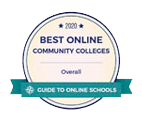 ★ 2020 ★
BEST ONLINE
COMMUNITY COLLEGES
Overall
GUIDE TO ONLINE SCHOOLS